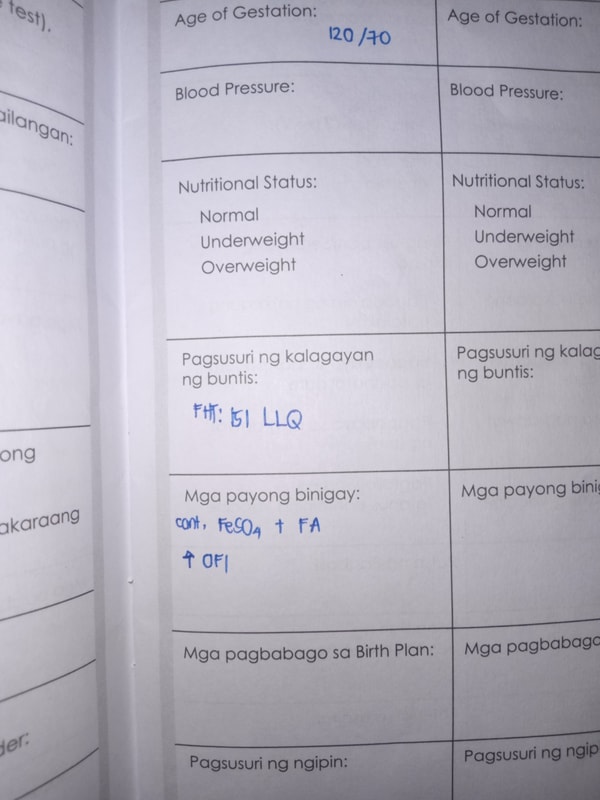 test).
ailangan:
ong
akaraang
der:
Age of Gestation:
120/70
Blood Pressure:
Nutritional Status:
Normal
Underweight
Overweight
Pagsusuri ng kalagayan
ng buntis:
FHT: 151 LLQ
Mga payong binigay:
cont, FeSO4 + FA
↑ OFI
Mga pagbabago sa Birth Plan:
Pagsusuri ng ngipin:
Age of Gestation:
Blood Pressure:
Nutritional Status:
Normal
Underweight
Overweight
Pagsusuri ng kalag
ng buntis:
Mga payong binig
Mga pagbabago
Pagsusuri ng ngip